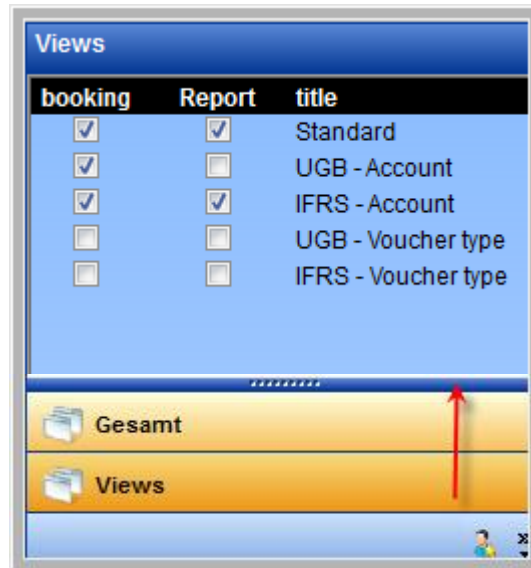 Views
booking Report title
Standard
UGB - Account
IFRS - Account
UGB - Voucher type
IFRS - Voucher type
Gesamt
Views